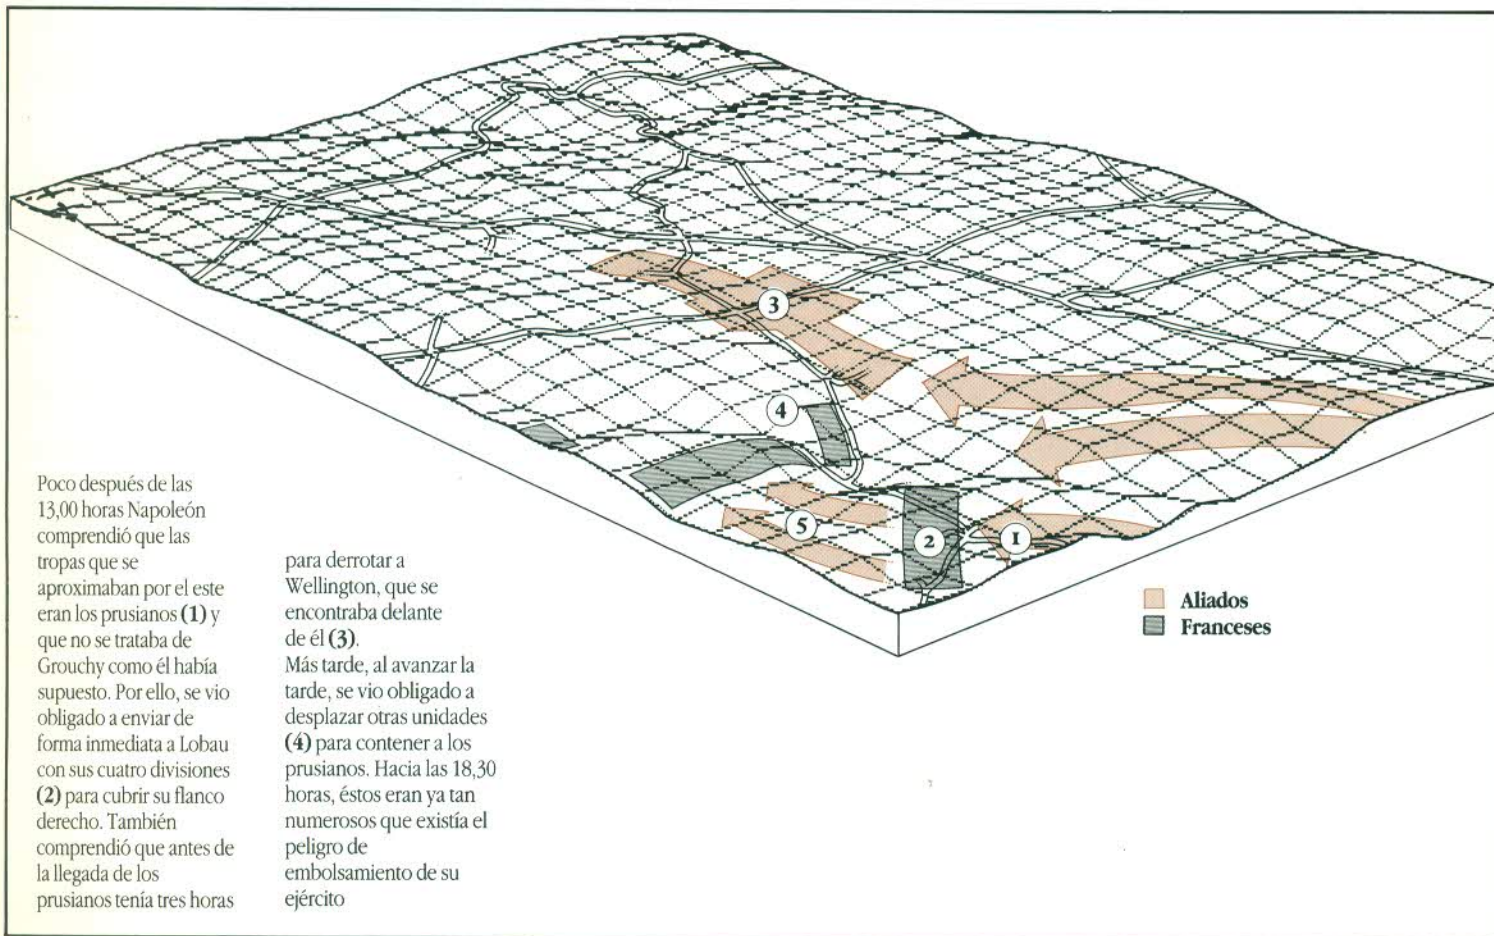 3
4
5
2
1
Aliados
Franceses
Poco después de las
13,00 horas Napoleón
comprendió que las
tropas que se
aproximaban por el este
eran los prusianos (1) y
que no se trataba de
Grouchy como él había
supuesto. Por ello, se vio
obligado a enviar de
forma inmediata a Lobau
con sus cuatro divisiones
(2) para cubrir su flanco
derecho. También
comprendió que antes de
la llegada de los
prusianos tenía tres horas
para derrotar a
Wellington, que se
encontraba delante
de él (3).
Más tarde, al avanzar la
tarde, se vio obligado a
desplazar otras unidades
(4) para contener a los
prusianos. Hacia las 18,30
horas, éstos eran ya tan
numerosos que existía el
peligro de
embolsamiento de su
ejército